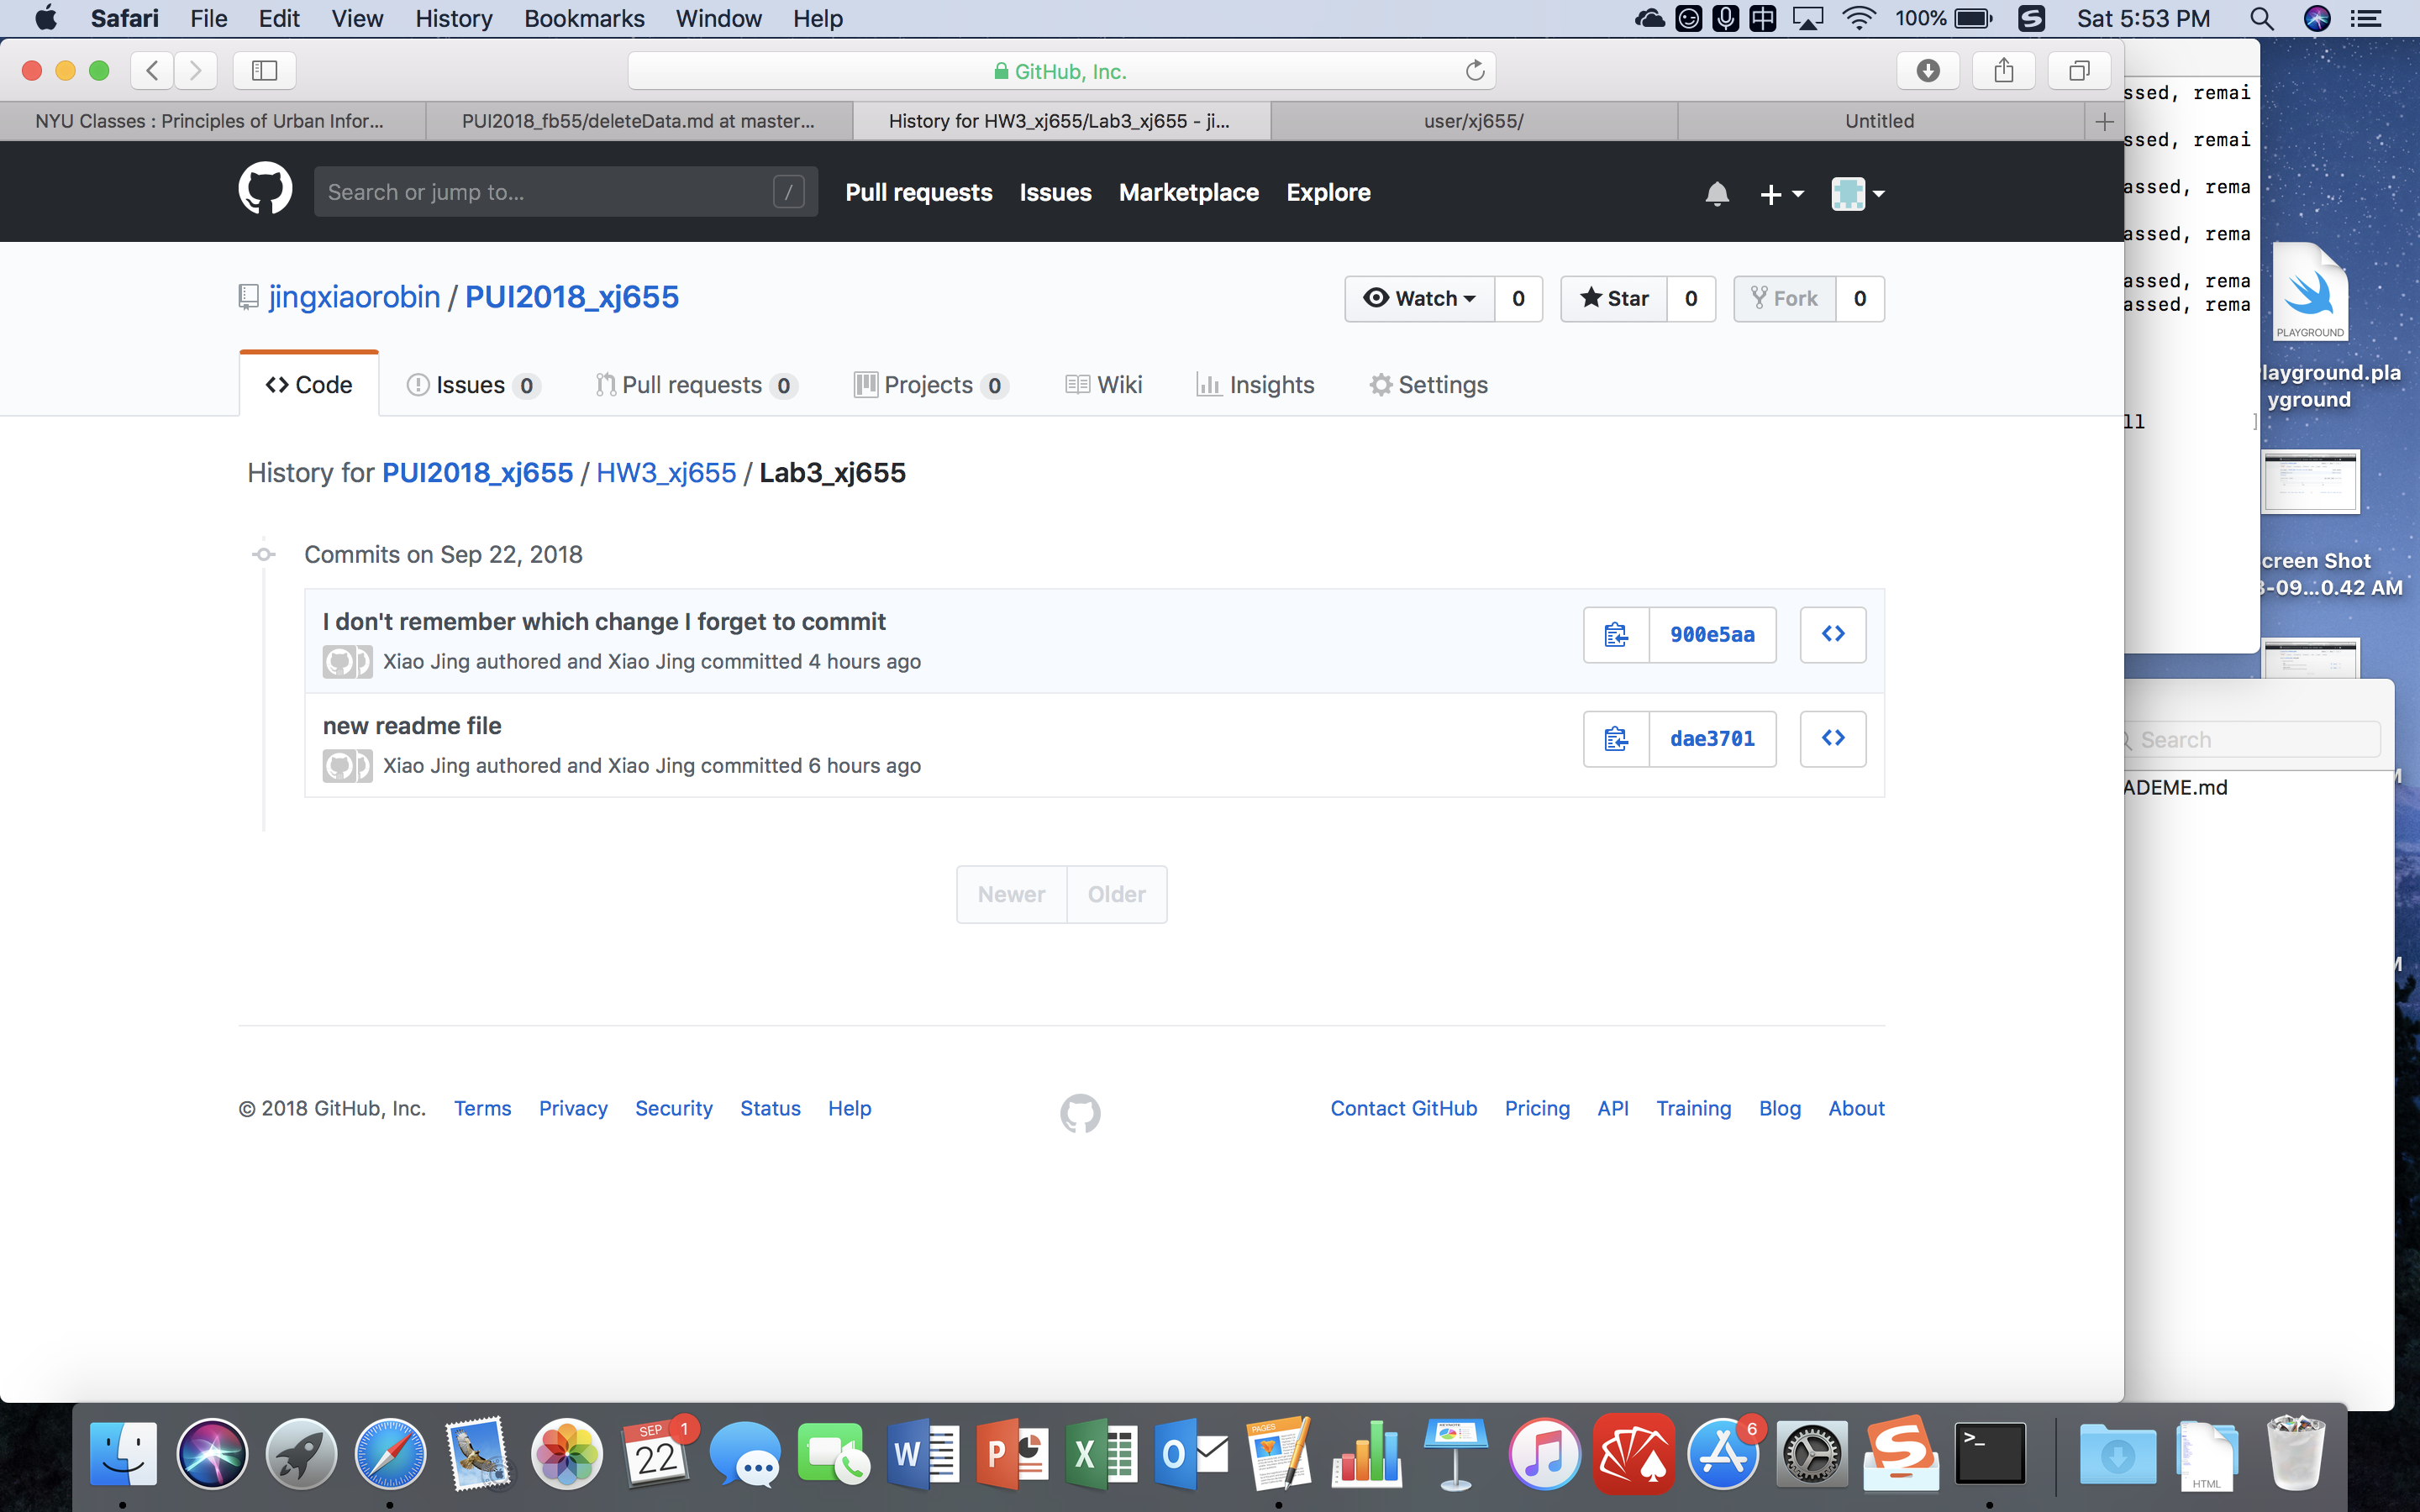 Safari File Edit View History Bookmarks Window Help 中 100% S Sat 5:53 PM
GitHub, Inc.
NYU Classes : Principles of Urban Infor... PUI2018_fb55/deleteData.md at master... History for HW3_xj655/Lab3_xj655 - ji... user/xj655/ Untitled
Search or jump to... / Pull requests Issues Marketplace Explore
jingxiaorobin / PUI2018_xj655 Watch 0 Star 0 Fork 0
Code Issues 0 Pull requests 0 Projects 0 Wiki Insights Settings
History for PUI2018_xj655 / HW3_xj655 / Lab3_xj655
Commits on Sep 22, 2018
I don't remember which change I forget to commit
Xiao Jing authored and Xiao Jing committed 4 hours ago
900e5aa
new readme file
Xiao Jing authored and Xiao Jing committed 6 hours ago
dae3701
Newer Older
© 2018 GitHub, Inc. Terms Privacy Security Status Help Contact GitHub Pricing API Training Blog About
ssed, remai
ssed, remai
assed, rema
assed, rema
assed, rema
assed, rema
ll ]
PLAYGROUND
layground.pla
yground
creen Shot
-09...0.42 AM
Search
ADEME.md
SEP
22
1
W
P
X
O
PAGES
6
S
>_
HTML